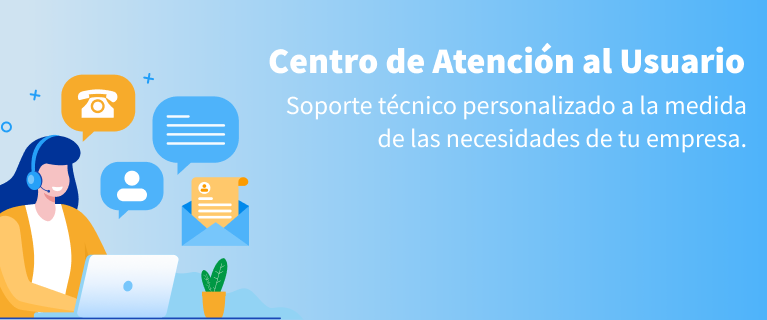 Centro de Atención al Usuario
Soporte técnico personalizado a la medida
de las necesidades de tu empresa.